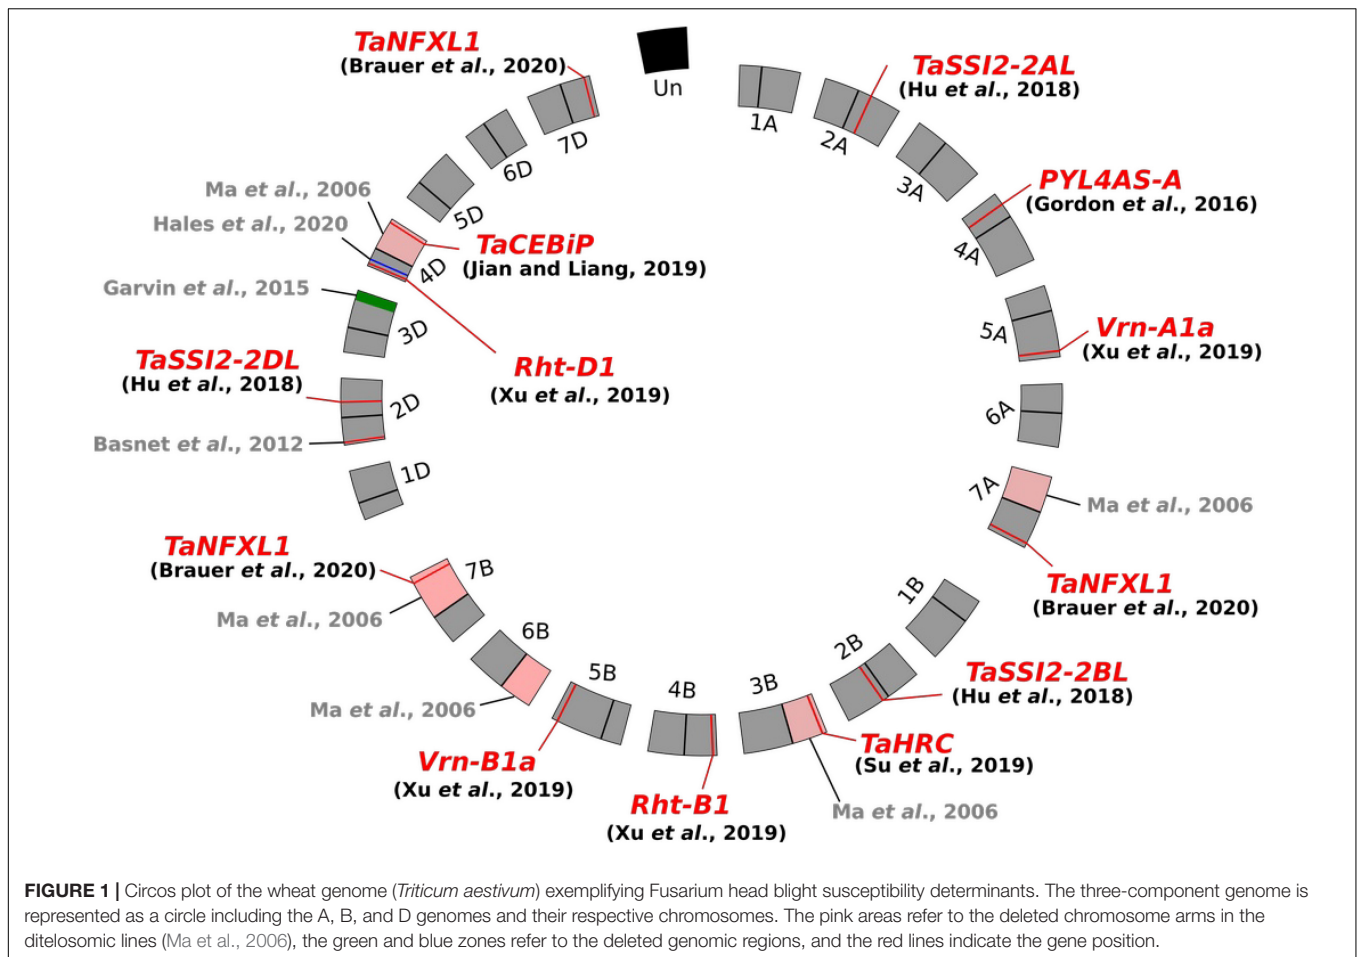 TaNFXL1
(Brauer et al., 2020)
Un
1A
2A
TaSSI2-2AL
(Hu et al., 2018)
3A
PYL4AS-A
(Gordon et al., 2016)
4A
5A
Vrn-A1a
(Xu et al., 2019)
6A
7A
Ma et al., 2006
TaNFXL1
(Brauer et al., 2020)
1B
2B
TaSSI2-2BL
(Hu et al., 2018)
3B
TaHRC
(Su et al., 2019)
Ma et al., 2006
4B
Rht-B1
(Xu et al., 2019)
5B
Vrn-B1a
(Xu et al., 2019)
6B
Ma et al., 2006
7B
TaNFXL1
(Brauer et al., 2020)
Ma et al., 2006
1D
2D
TaSSI2-2DL
(Hu et al., 2018)
Basnet et al., 2012
3D
Garvin et al., 2015
4D
Ma et al., 2006
Hales et al., 2020
TaCEBiP
(Jian and Liang, 2019)
Rht-D1
(Xu et al., 2019)
5D
6D
7D
FIGURE 1 | Circos plot of the wheat genome (Triticum aestivum) exemplifying Fusarium head blight susceptibility determinants. The three-component genome is
represented as a circle including the A, B, and D genomes and their respective chromosomes. The pink areas refer to the deleted chromosome arms in the
ditelosomic lines (Ma et al., 2006), the green and blue zones refer to the deleted genomic regions, and the red lines indicate the gene position.